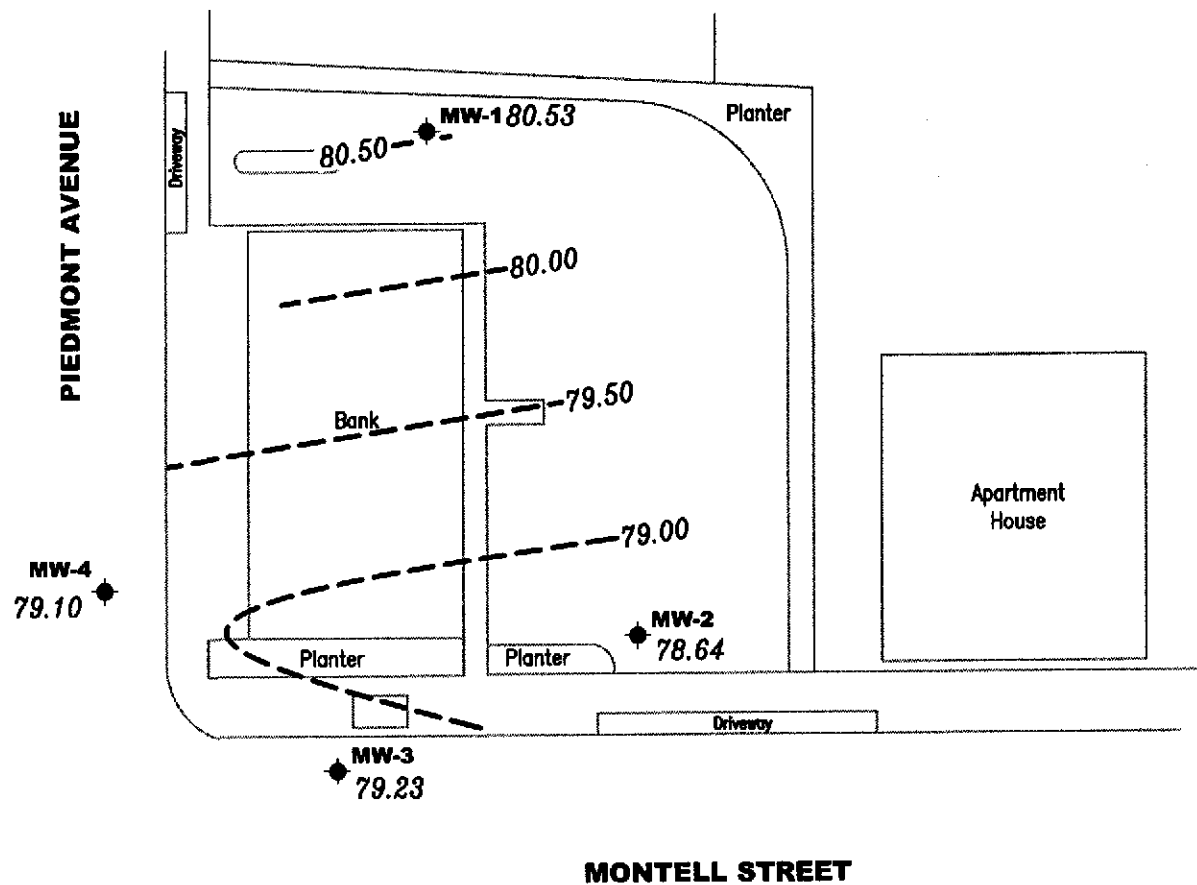 PIEDMONT AVENUE
Driveway
MW-1 80.53
Planter
80.50
80.00
79.50
Bank
Apartment
House
79.00
MW-4
79.10
MW-2
78.64
Planter
Planter
Driveway
MW-3
79.23
MONTELL STREET